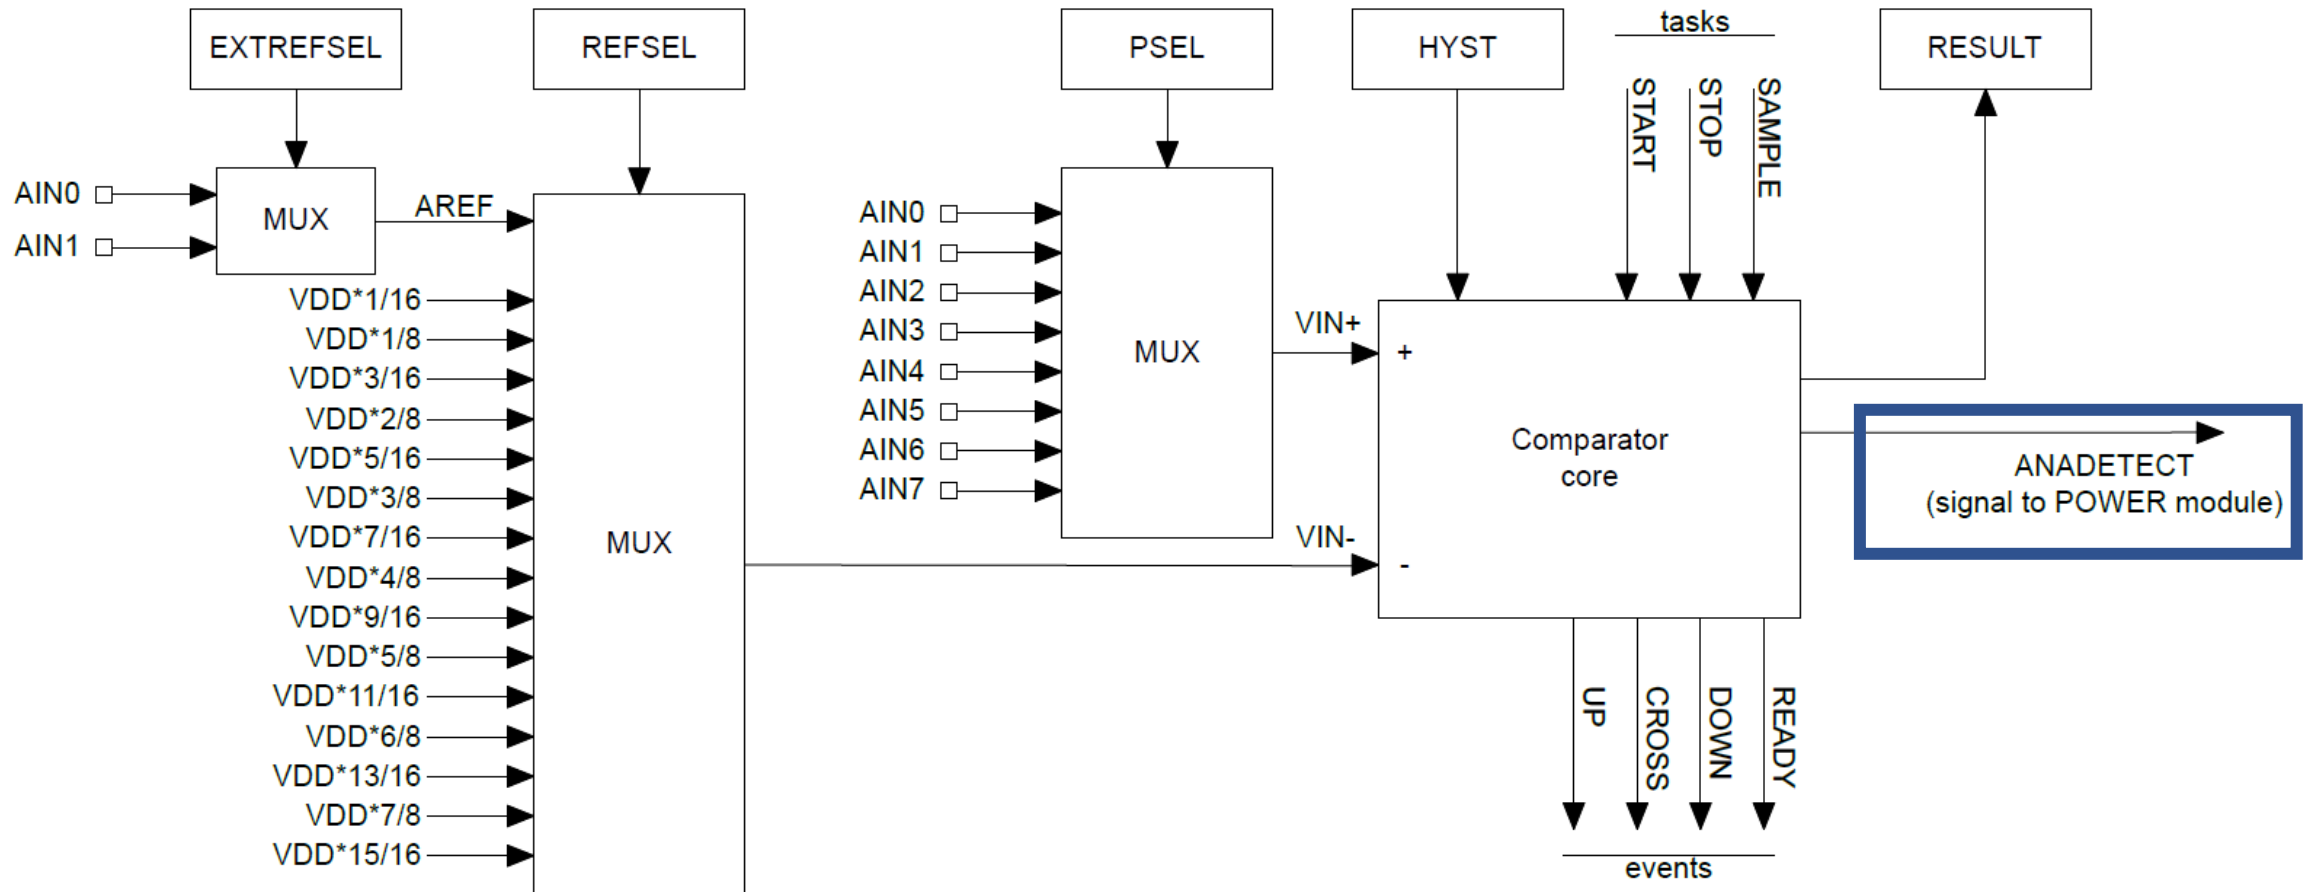 EXTREFSEL
REFSEL
PSEL
HYST
tasks
RESULT
START
STOP
SAMPLE
AIN0
AIN1
MUX
AREF
VDD*1/16
VDD*1/8
VDD*3/16
VDD*2/8
VDD*5/16
VDD*3/8
VDD*7/16
VDD*4/8
VDD*9/16
VDD*5/8
VDD*11/16
VDD*6/8
VDD*13/16
VDD*7/8
VDD*15/16
MUX
AIN0
AIN1
AIN2
AIN3
AIN4
AIN5
AIN6
AIN7
MUX
VIN+
VIN-
+
-
Comparator
core
ANADETECT
(signal to POWER module)
UP
CROSS
DOWN
READY
events